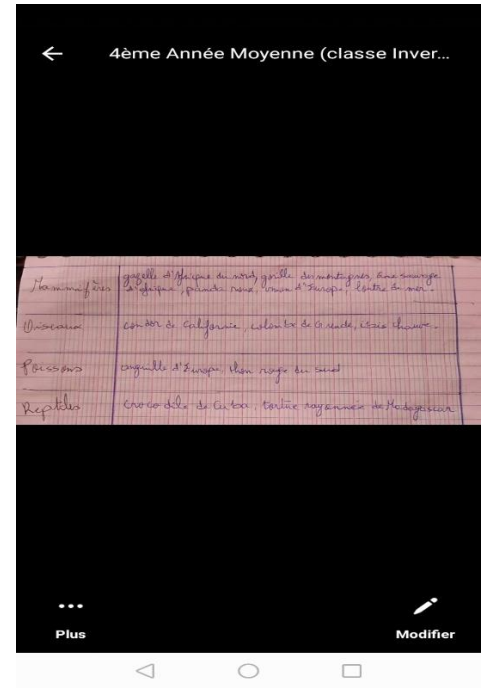 4ème Année Moyenne (classe Inver...
Mammifères
gazelle d'Afrique du nord, gorille des montagnes, âne sauvage
d'Afrique, panda roux, vison d'Europe, loutre de mer.
Oiseaux
condor de Californie, colombe de Grenade, ibis chauve.
Poissons
anguille d'Europe, thon rouge du sud
Reptiles
crocodile de Cuba, tortue rayonnée de Madagascar
Plus
Modifier